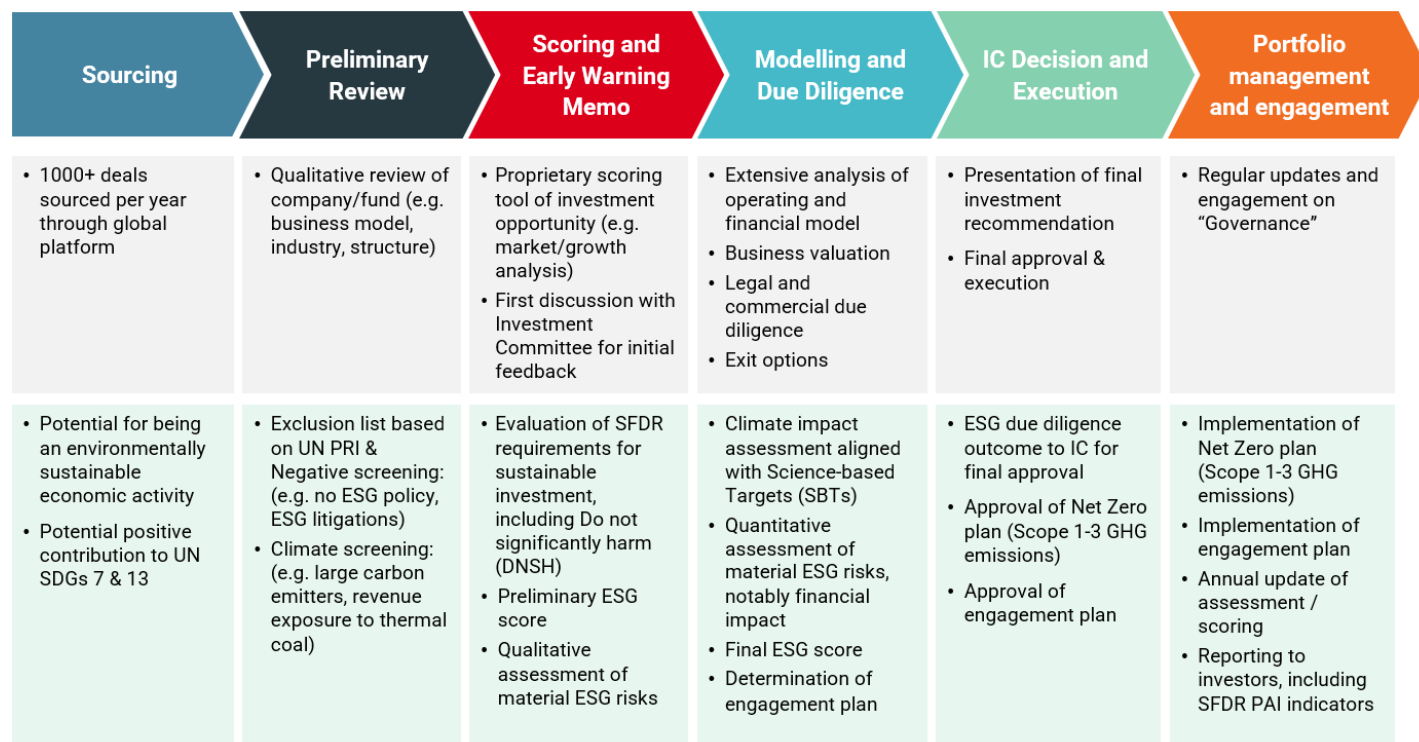 Sourcing
Preliminary
Review
Scoring and
Early Warning
Memo
Modelling and
Due Diligence
IC Decision and
Execution
Portfolio
management
and engagement
• 1000+ deals
sourced per year
through global
platform
• Qualitative review of
company/fund (e.g.
business model,
industry, structure)
• Proprietary scoring
tool of investment
opportunity (e.g.
market/growth
analysis)
• First discussion with
Investment
Committee for initial
feedback
• Extensive analysis of
operating and
financial model
• Business valuation
• Legal and
commercial due
diligence
• Exit options
• Presentation of final
investment
recommendation
• Final approval &
execution
• Regular updates and
engagement on
“Governance”
• Potential for being
an environmentally
sustainable
economic activity
• Potential positive
contribution to UN
SDGs 7 & 13
• Exclusion list based
on UN PRI &
Negative screening:
(e.g. no ESG policy,
ESG litigations)
• Climate screening:
(e.g. large carbon
emitters, revenue
exposure to thermal
coal)
• Evaluation of SFDR
requirements for
sustainable
investment,
including Do not
significantly harm
(DNSH)
• Preliminary ESG
score
• Qualitative
assessment of
material ESG risks
• Climate impact
assessment aligned
with Science-based
Targets (SBTs)
• Quantitative
assessment of
material ESG risks,
notably financial
impact
• Final ESG score
• Determination of
engagement plan
• ESG due diligence
outcome to IC for
final approval
• Approval of Net Zero
plan (Scope 1-3 GHG
emissions)
• Approval of
engagement plan
• Implementation of
Net Zero plan
(Scope 1-3 GHG
emissions)
• Implementation of
engagement plan
• Annual update of
assessment /
scoring
• Reporting to
investors, including
SFDR PAI indicators